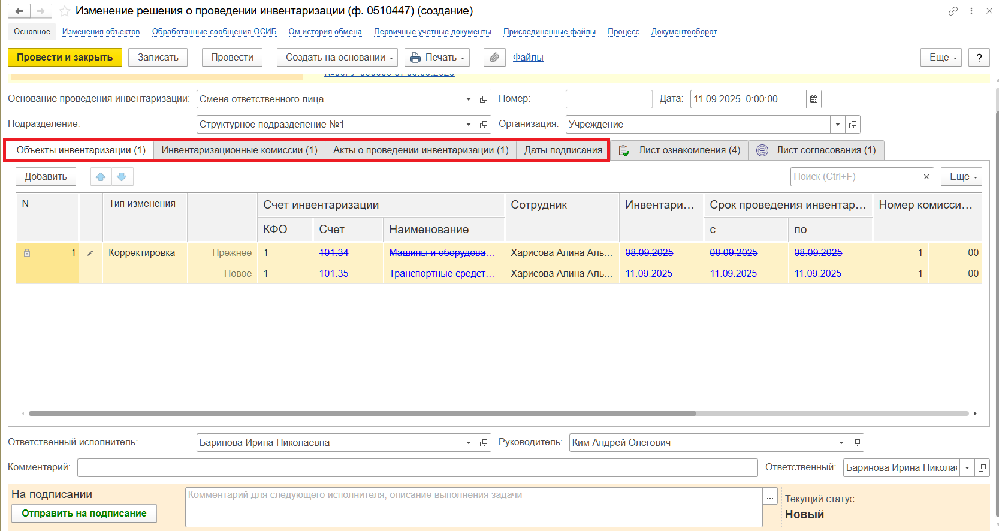 Изменение решения о проведении инвентаризации (ф. 0510447) (создание)
Основное Изменения объектов Обработанные сообщения ОСИБ Ом история обмена Первичные учетные документы Присоединенные файлы Процесс Документооборот
Провести и закрыть Записать Провести Создать на основании Печать Файлы Еще ?
Основание проведения инвентаризации: Смена ответственного лица Номер: Дата: 11.09.2025 0:00:00
Подразделение: Структурное подразделение №1 Организация: Учреждение
Объекты инвентаризации (1) Инвентаризационные комиссии (1) Акты о проведении инвентаризации (1) Даты подписания Лист ознакомления (4) Лист согласования (1)
Добавить Поиск (Ctrl+F) × Еще
N Тип изменения Счет инвентаризации Сотрудник Инвентари... Срок проведения инвентар... Номер комисси...
КФО Счет Наименование с по
1 Корректировка Прежнее 1 101.34 Машины и оборудова... Харисова Алина Аль... 08.09.2025 08.09.2025 08.09.2025 1 00
Новое 1 101.35 Транспортные средст... Харисова Алина Аль... 11.09.2025 11.09.2025 11.09.2025 1 00
Ответственный исполнитель: Баринова Ирина Николаевна Руководитель: Ким Андрей Олегович
Комментарий: Ответственный: Баринова Ирина Никола
На подписании Комментарий для следующего исполнителя, описание выполнения задачи ... Текущий статус:
Отправить на подписание Новый